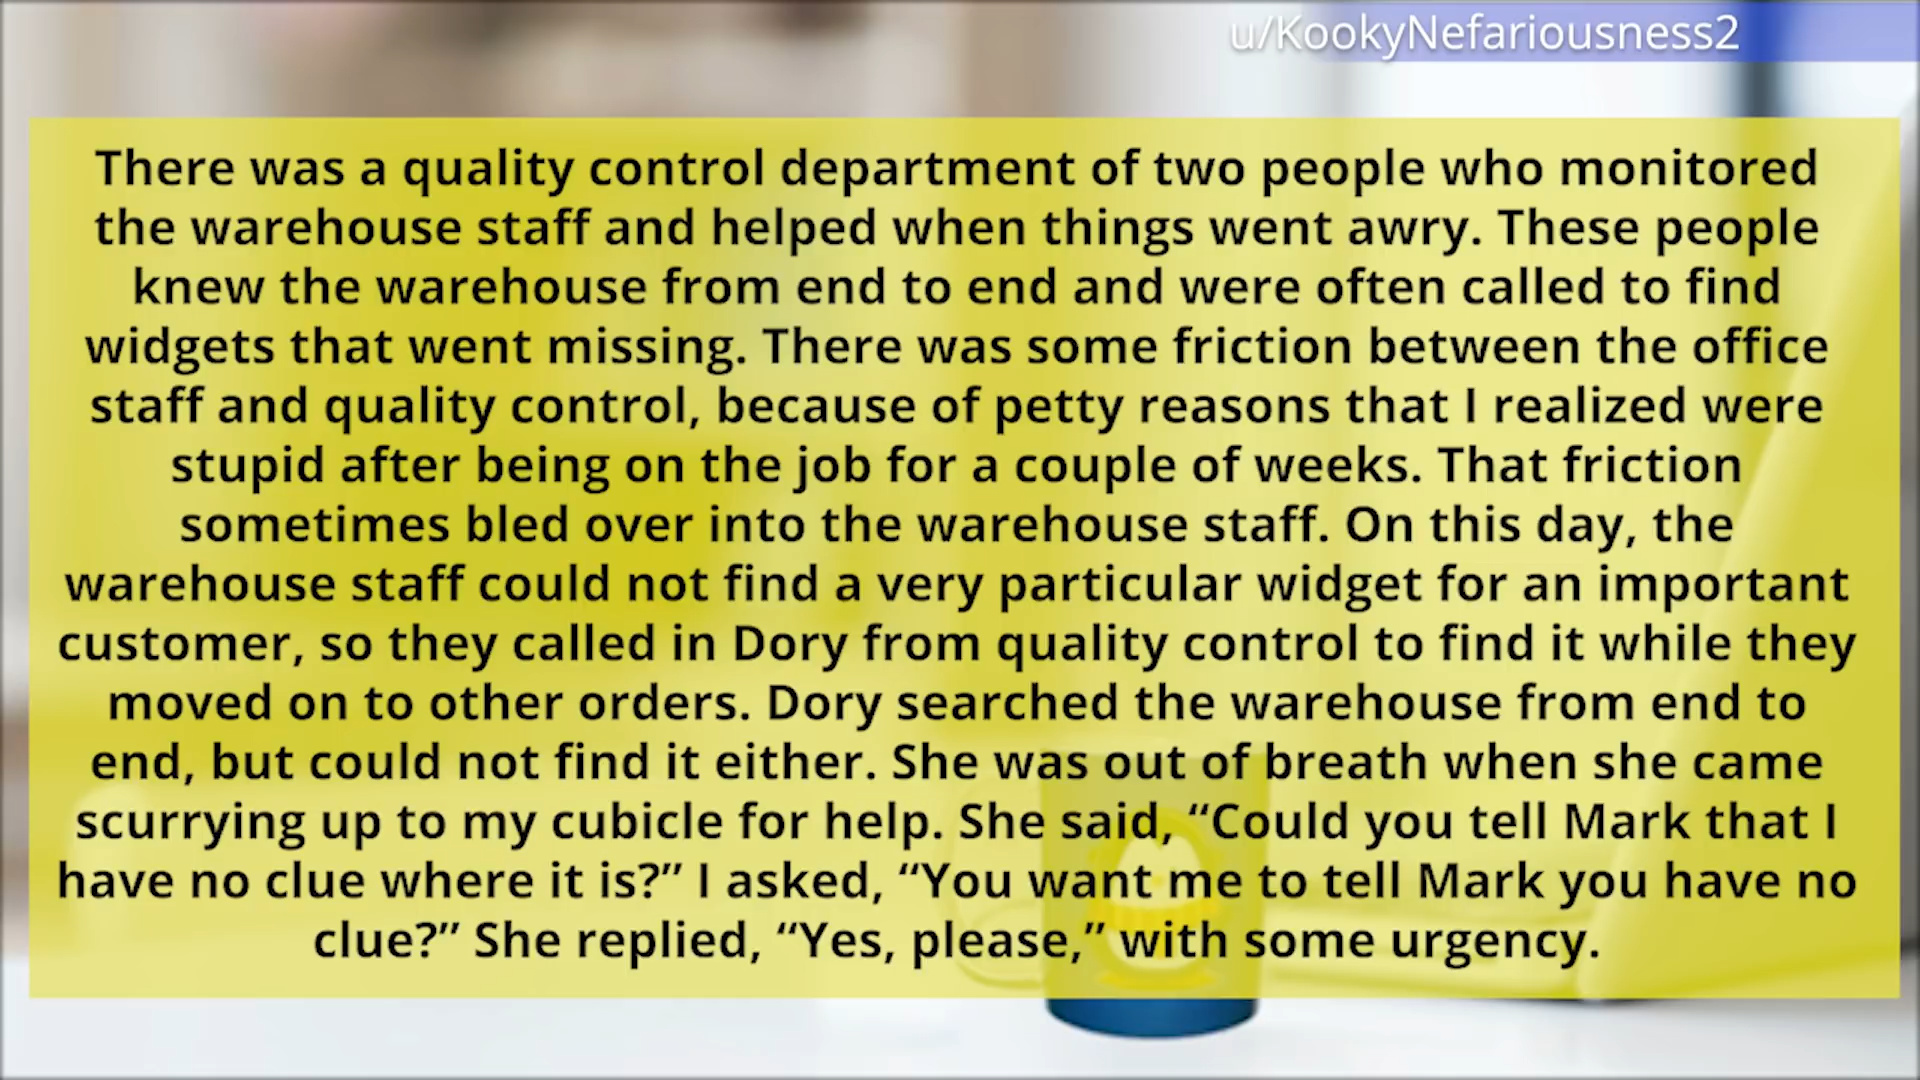 u/KookyNefariousness2
There was a quality control department of two people who monitored
the warehouse staff and helped when things went awry. These people
knew the warehouse from end to end and were often called to find
widgets that went missing. There was some friction between the office
staff and quality control, because of petty reasons that I realized were
stupid after being on the job for a couple of weeks. That friction
sometimes bled over into the warehouse staff. On this day, the
warehouse staff could not find a very particular widget for an important
customer, so they called in Dory from quality control to find it while they
moved on to other orders. Dory searched the warehouse from end to
end, but could not find it either. She was out of breath when she came
scurrying up to my cubicle for help. She said, “Could you tell Mark that I
have no clue where it is?” I asked, “You want me to tell Mark you have no
clue?” She replied, “Yes, please,” with some urgency.